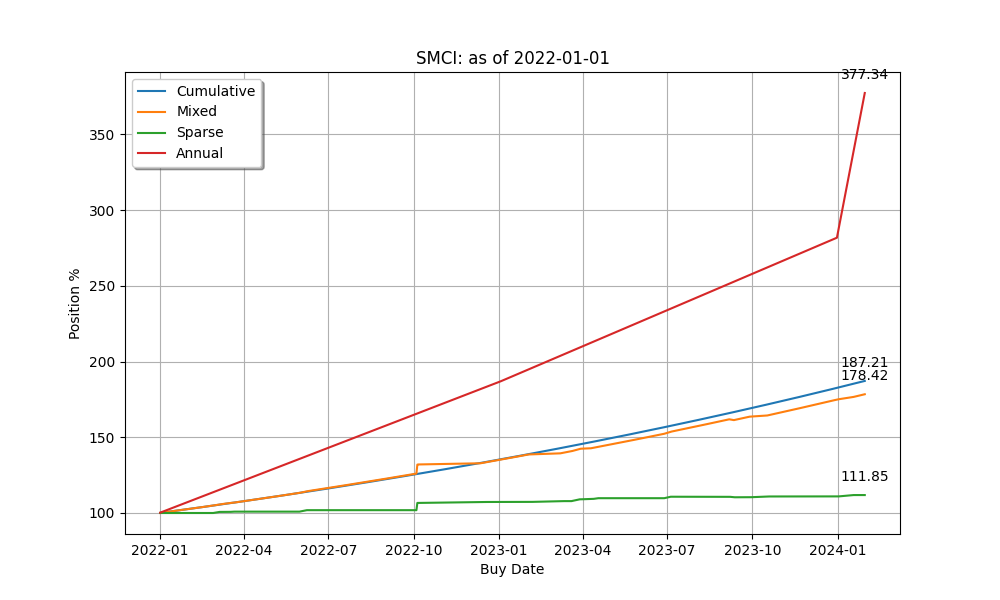 SMCI: as of 2022-01-01
377.34
Cumulative
Mixed
Sparse
Annual
350
300
250
200
150
100
Position %
187.21
178.42
111.85
2022-01 2022-04 2022-07 2022-10 2023-01 2023-04 2023-07 2023-10 2024-01
Buy Date